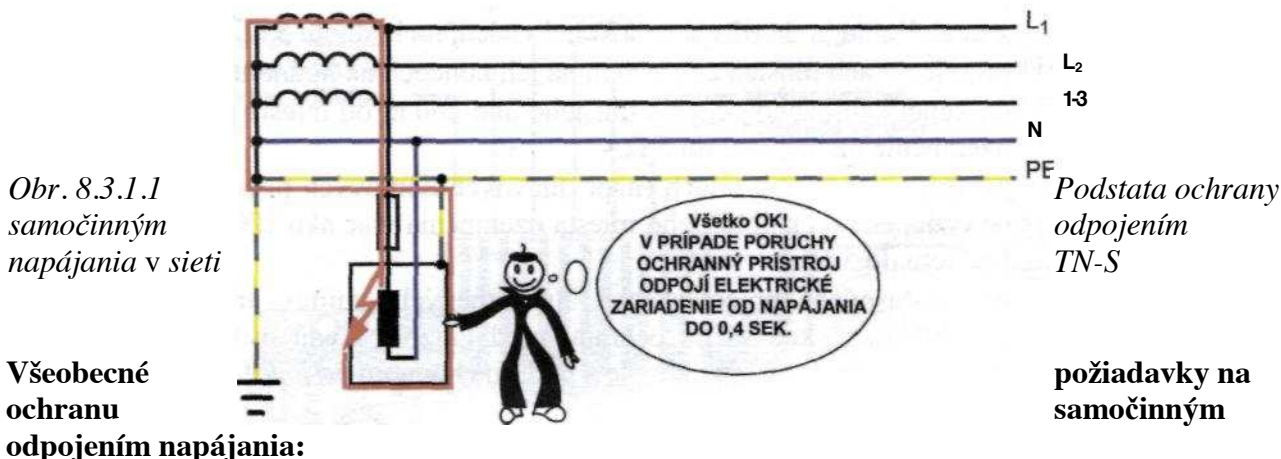 L1
L2
1-3
N
PE
Obr. 8.3.1.1
samočinným
napájania v sieti
Podstata ochrany
odpojením
TN-S
Všetko OK!
V PRÍPADE PORUCHY
OCHRANNÝ PRÍSTROJ
ODPOJÍ ELEKTRICKÉ
ZARIADENIE OD NAPÁJANIA
DO 0,4 SEK.
Všeobecné požiadavky na
ochranu samočinným
odpojením napájania: